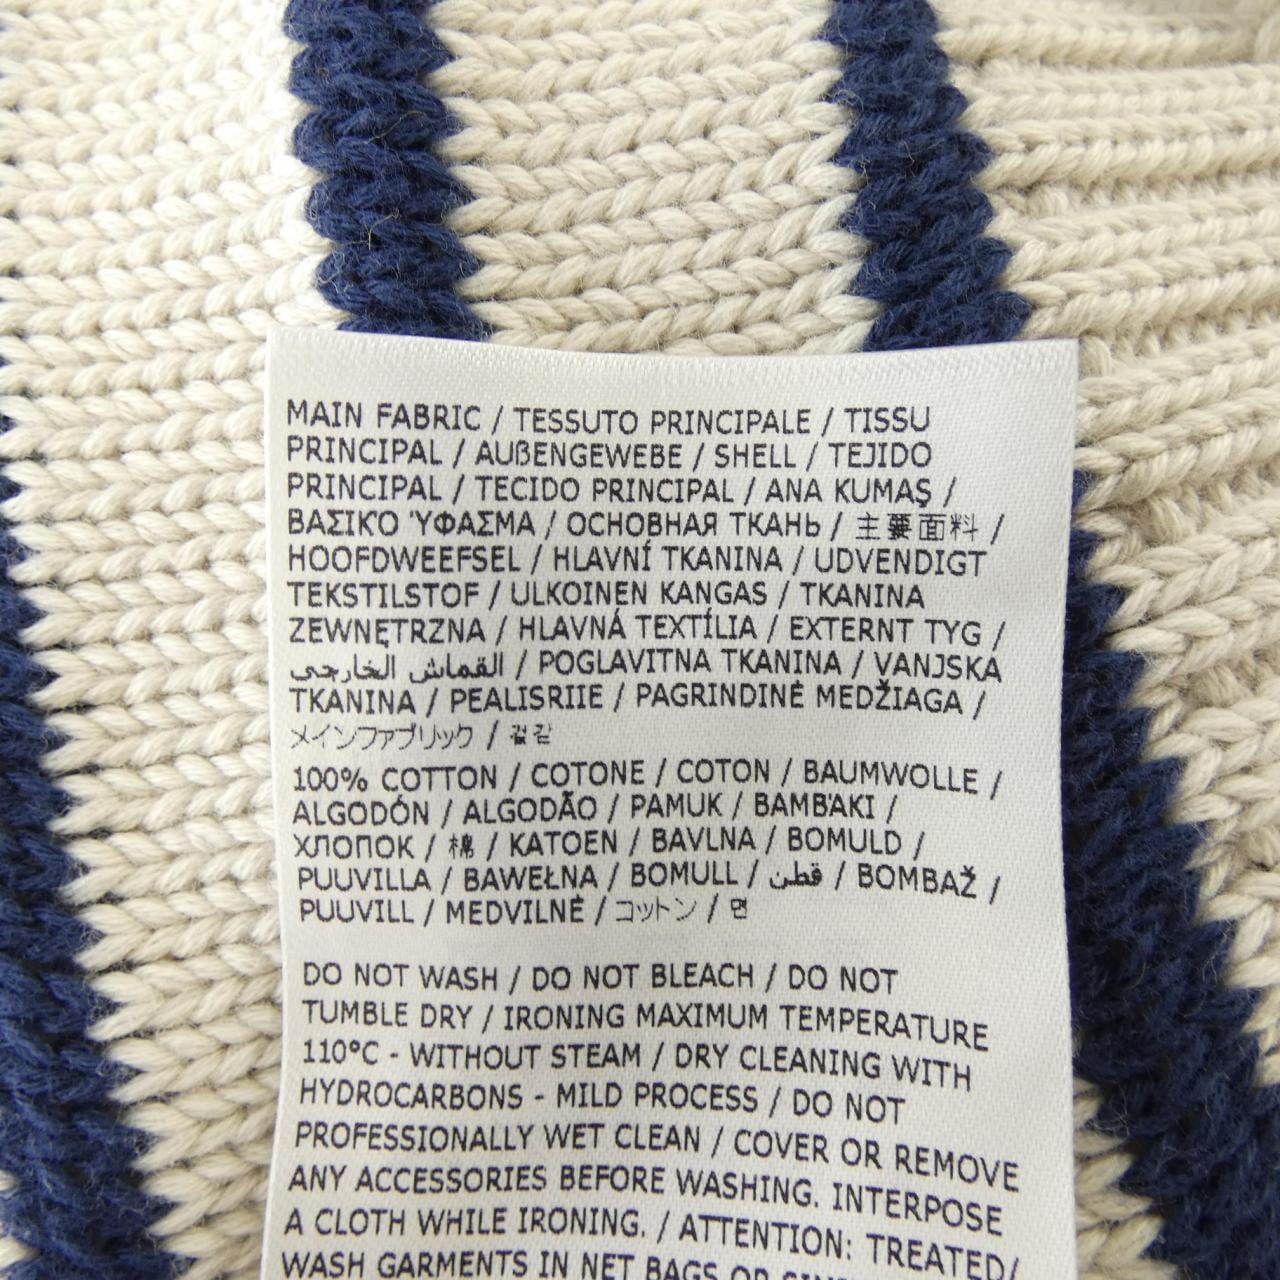 MAIN FABRIC / TESSUTO PRINCIPALE / TISSU
PRINCIPAL / AUßENGEWEBE / SHELL / TEJIDO
PRINCIPAL / TECIDO PRINCIPAL / ANA KUMAŞ /
ΒΑΣΙΚΌ ΎΦΑΣΜΑ / ОСНОВНАЯ ТКАНЬ / 主要面料 /
HOOFDWEEFSEL / HLAVNÍ TKANINA / UDVENDIGT
TEKSTILSTOF / ULKOINEN KANGAS / TKANINA
ZEWNĘTRZNA / HLAVNÁ TEXTÍLIA / EXTERNT TYG /
القماش الخارجي / POGLAVITNA TKANINA / VANJSKA
TKANINA / PEALISRIIE / PAGRINDINĖ MEDŽIAGA /
メインファブリック / 겉감
100% COTTON / COTONE / COTON / BAUMWOLLE /
ALGODÓN / ALGODÃO / PAMUK / ΒΑΜΒΆΚΙ /
ХЛОПОК / 棉 / KATOEN / BAVLNA / BOMULD /
PUUVILLA / BAWEŁNA / BOMULL / قطن / BOMBAŽ /
PUUVILL / MEDVILNĖ / コットン / 면
DO NOT WASH / DO NOT BLEACH / DO NOT
TUMBLE DRY / IRONING MAXIMUM TEMPERATURE
110°C - WITHOUT STEAM / DRY CLEANING WITH
HYDROCARBONS - MILD PROCESS / DO NOT
PROFESSIONALLY WET CLEAN / COVER OR REMOVE
ANY ACCESSORIES BEFORE WASHING. INTERPOSE
A CLOTH WHILE IRONING. / ATTENTION: TREATED/
WASH GARMENTS IN NET BAGS OR